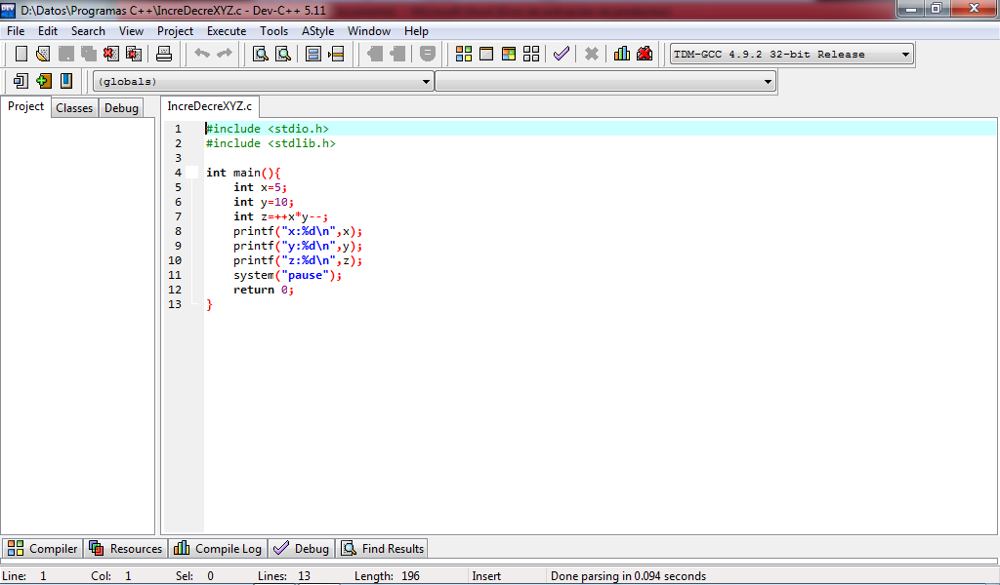 D:\Datos\Programas C++\IncreDecreXYZ.c - Dev-C++ 5.11
File Edit Search View Project Execute Tools AStyle Window Help
TDM-GCC 4.9.2 32-bit Release
(globals)
Project Classes Debug IncreDecreXYZ.c
1 #include <stdio.h>
2 #include <stdlib.h>
3
4 int main(){
5 int x=5;
6 int y=10;
7 int z=++x*y--;
8 printf("x:%d\n",x);
9 printf("y:%d\n",y);
10 printf("z:%d\n",z);
11 system("pause");
12 return 0;
13 }
Compiler Resources Compile Log Debug Find Results
Line: 1 Col: 1 Sel: 0 Lines: 13 Length: 196 Insert Done parsing in 0.094 seconds